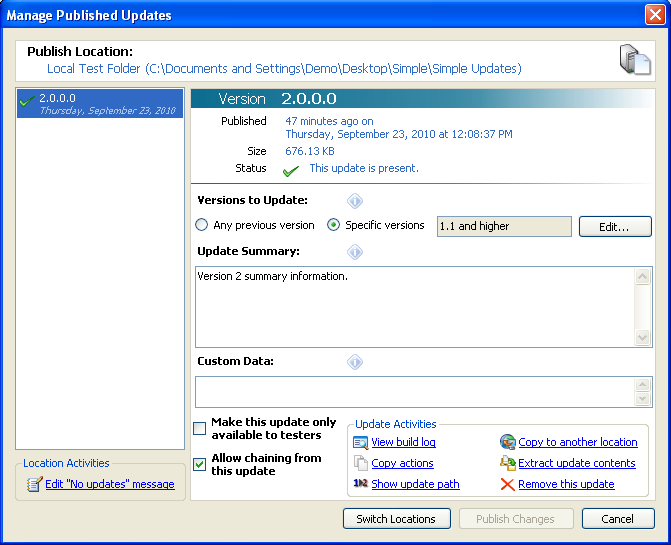 Manage Published Updates
Publish Location:
Local Test Folder (C:\Documents and Settings\Demo\Desktop\Simple\Simple Updates)
2.0.0.0
Thursday, September 23, 2010
Version 2.0.0.0
Published 47 minutes ago on
Thursday, September 23, 2010 at 12:08:37 PM
Size 676.13 KB
Status This update is present.
Versions to Update:
Any previous version Specific versions 1.1 and higher Edit...
Update Summary:
Version 2 summary information.
Custom Data:
Make this update only
available to testers
Allow chaining from
this update
Update Activities
View build log Copy to another location
Copy actions Extract update contents
Show update path Remove this update
Location Activities
Edit "No updates" message
Switch Locations Publish Changes Cancel